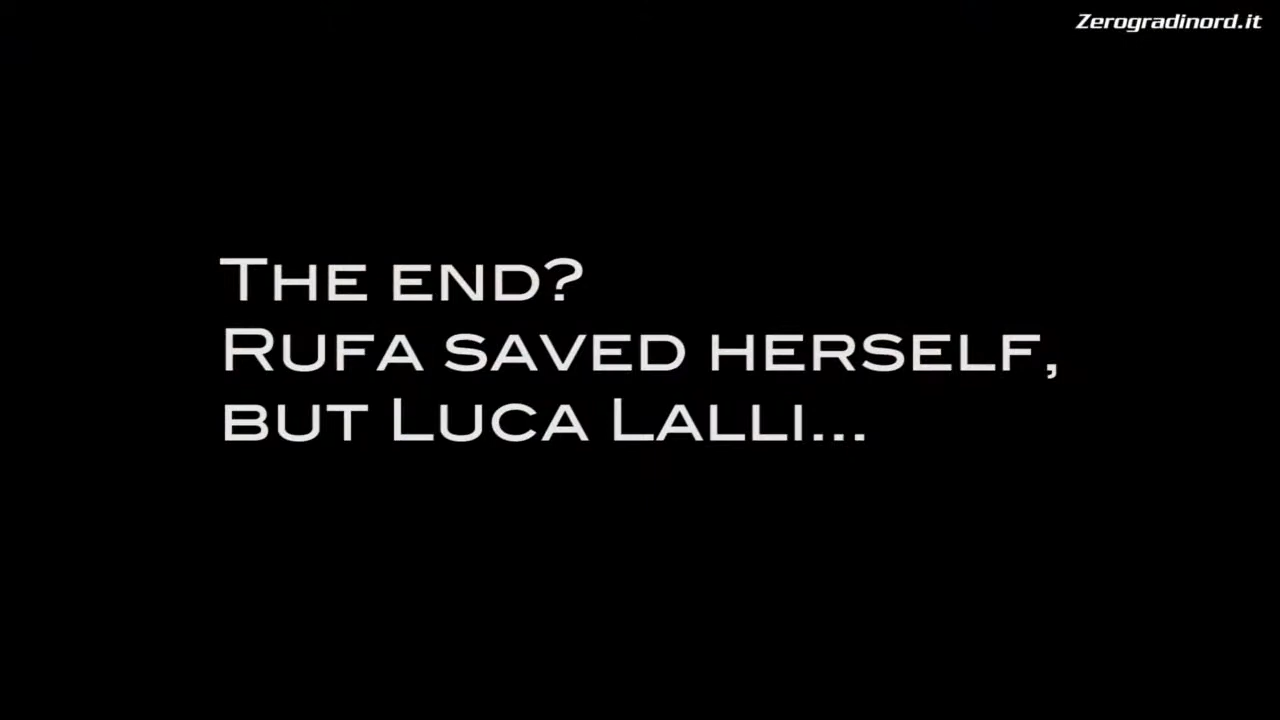 Zerogradinord.it
The end?
Rufa saved herself,
but Luca Lalli...